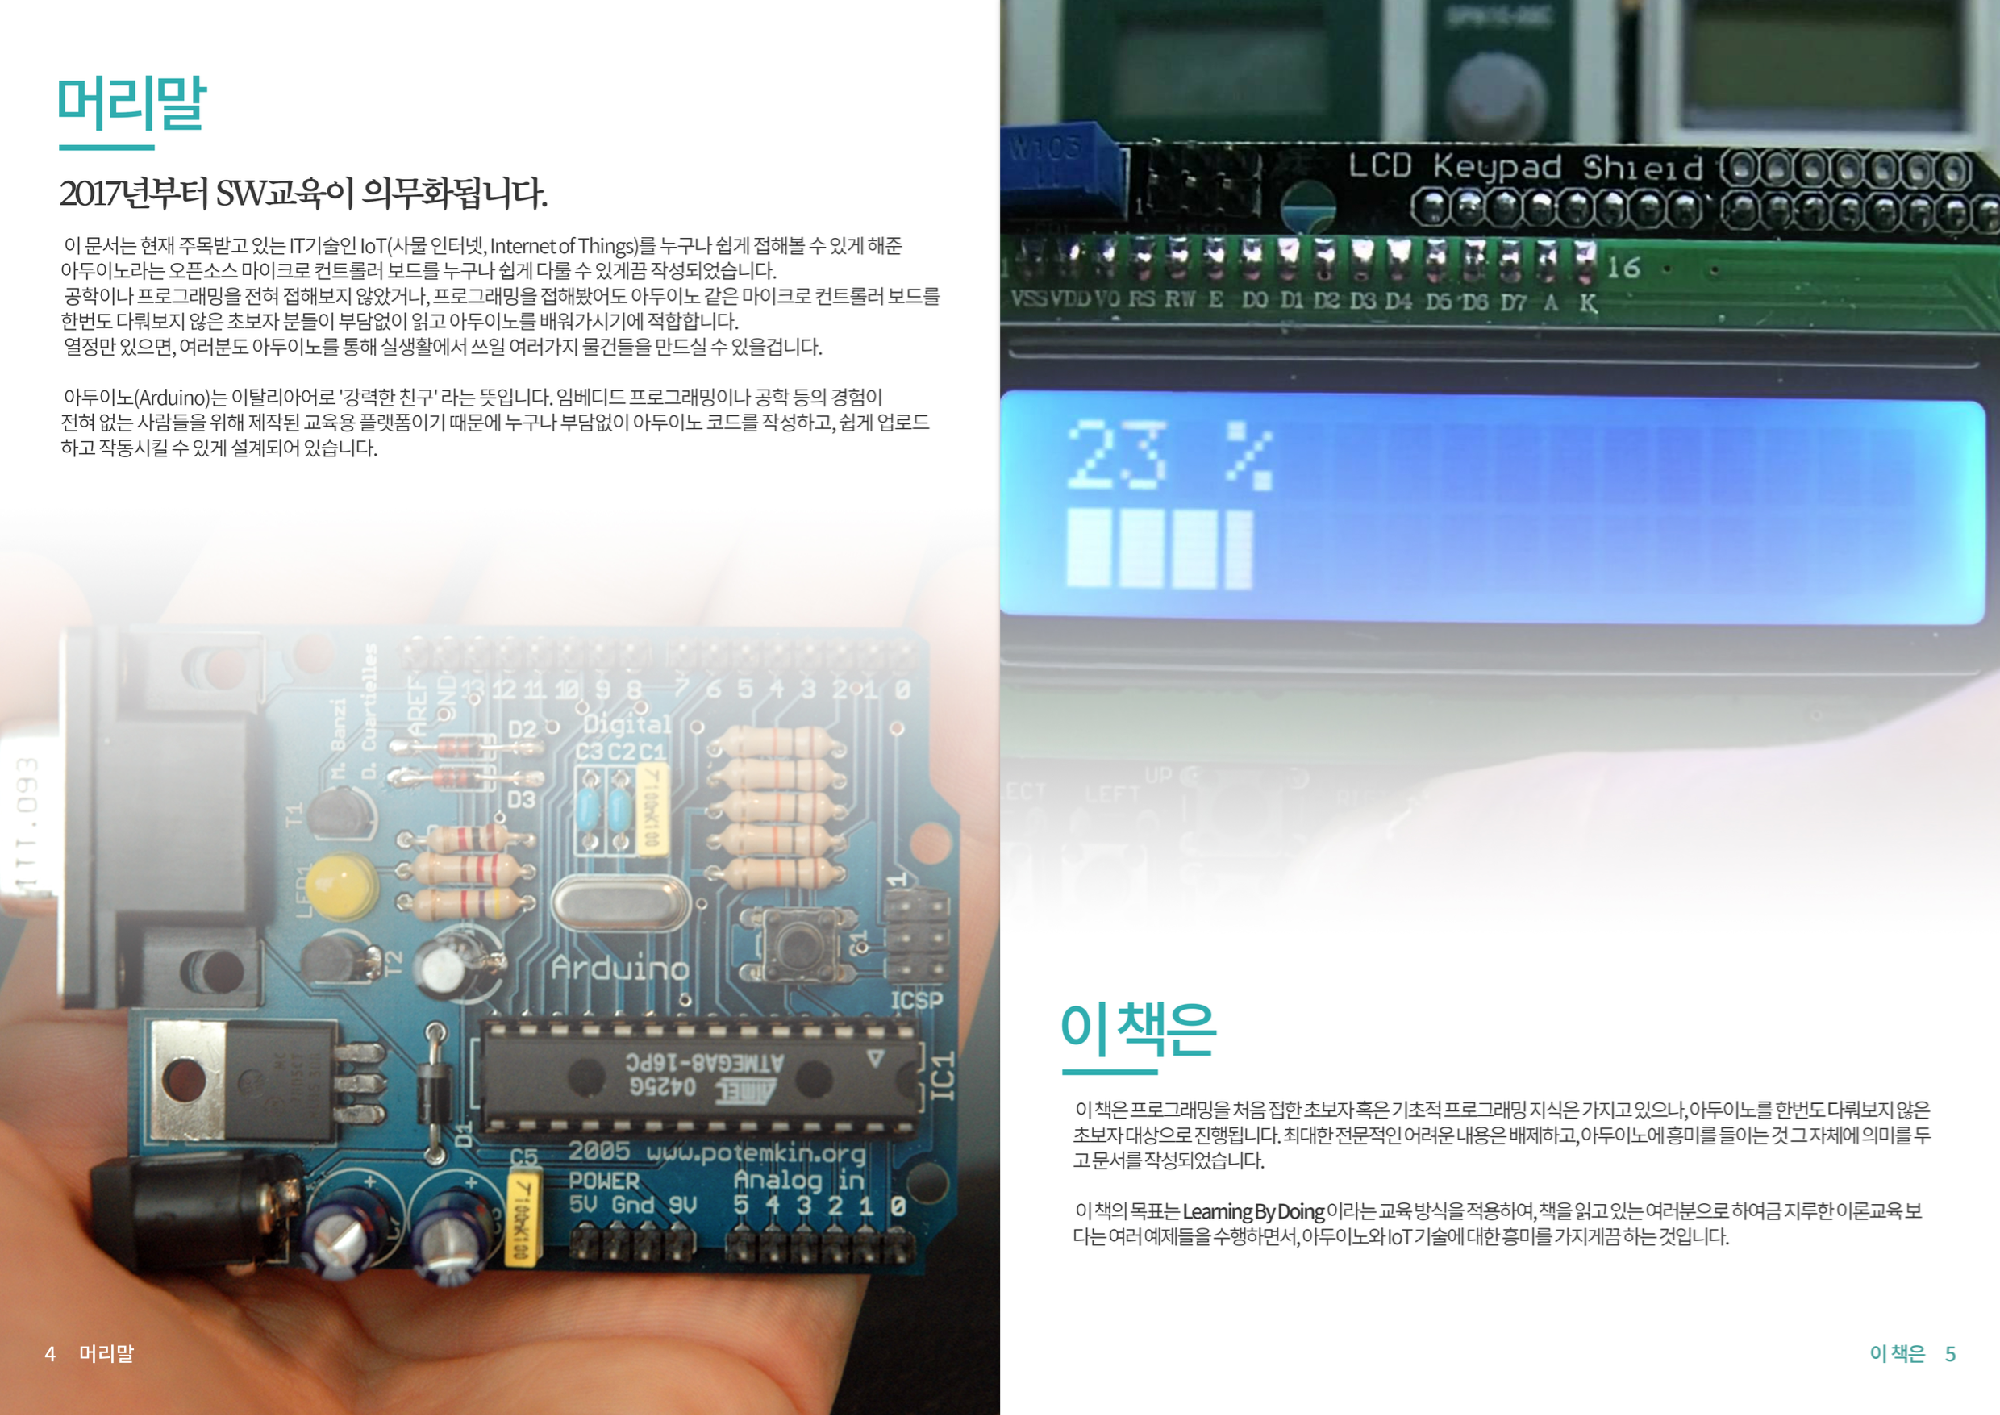 머리말
2017년부터 SW교육이 의무화됩니다.
이 문서는 현재 주목받고 있는 IT기술인 IoT(사물 인터넷, Internet of Things)를 누구나 쉽게 접해볼 수 있게 해준
아두이노라는 오픈소스 마이크로 컨트롤러 보드를 누구나 쉽게 다룰 수 있게끔 작성되었습니다.
공학이나 프로그래밍을 전혀 접해보지 않았거나, 프로그래밍을 접해봤어도 아두이노 같은 마이크로 컨트롤러 보드를
한번도 다뤄보지 않은 초보자 분들이 부담없이 읽고 아두이노를 배워가시기에 적합합니다.
열정만 있으면, 여러분도 아두이노를 통해 실생활에서 쓰일 여러가지 물건들을 만드실 수 있을겁니다.
아두이노(Arduino)는 이탈리아어로 '강력한 친구' 라는 뜻입니다. 임베디드 프로그래밍이나 공학 등의 경험이
전혀 없는 사람들을 위해 제작된 교육용 플랫폼이기 때문에 누구나 부담없이 아두이노 코드를 작성하고, 쉽게 업로드
하고 작동시킬 수 있게 설계되어 있습니다.
AREF GND 13 12 11 10 9 8 7 6 5 4 3 2 1 0
M. Banzi
D. Cuartielles
Digital
D2
C3 C2 C1
D3
T1
LED1
T2
Arduino
1
S1
ICSP
ATMEGA8-16PC
0425G
ATMEL
IC1
D1
C5
2005 www.potemkin.org
POWER
Analog in
5V Gnd 9V
5 4 3 2 1 0
111.093
4 머리말
W103
LCD Keypad Shield
1
16
VSS VDD V0 RS RW E D0 D1 D2 D3 D4 D5 D6 D7 A K
23 %
LEFT
UP
이 책은
이 책은 프로그래밍을 처음 접한 초보자 혹은 기초적 프로그래밍 지식은 가지고 있으나, 아두이노를 한번도 다뤄보지 않은
초보자 대상으로 진행됩니다. 최대한 전문적인 어려운 내용은 배제하고, 아두이노에 흥미를 들이는 것 그 자체에 의미를 두
고 문서를 작성되었습니다.
이 책의 목표는 Learning By Doing 이라는 교육 방식을 적용하여, 책을 읽고 있는 여러분으로 하여금 지루한 이론교육 보
다는 여러 예제들을 수행하면서, 아두이노와 IoT 기술에 대한 흥미를 가지게끔 하는 것입니다.
이 책은 5